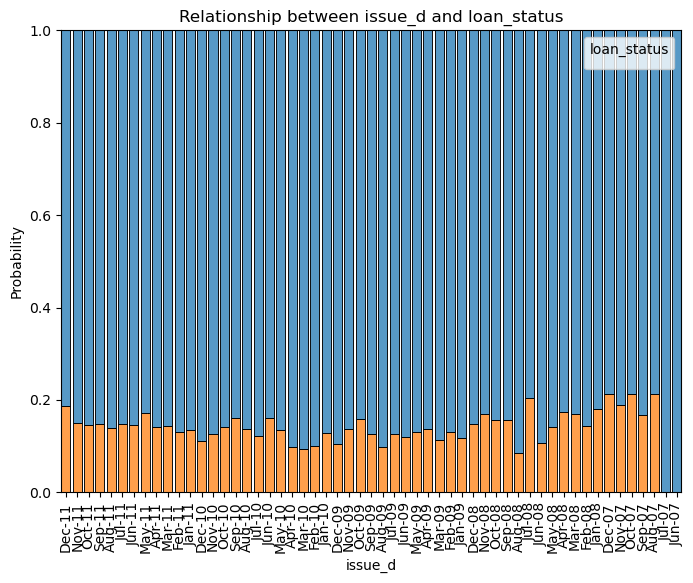 Relationship between issue_d and loan_status
loan_status
Probability
1.0
0.8
0.6
0.4
0.2
0.0
Dec-11
Nov-11
Oct-11
Sep-11
Aug-11
Jul-11
Jun-11
May-11
Apr-11
Mar-11
Feb-11
Jan-11
Dec-10
Nov-10
Oct-10
Sep-10
Aug-10
Jul-10
Jun-10
May-10
Apr-10
Mar-10
Feb-10
Jan-10
Dec-09
Nov-09
Oct-09
Sep-09
Aug-09
Jul-09
Jun-09
May-09
Apr-09
Mar-09
Feb-09
Jan-09
Dec-08
Nov-08
Oct-08
Sep-08
Aug-08
Jul-08
Jun-08
May-08
Apr-08
Mar-08
Feb-08
Jan-08
Dec-07
Nov-07
Oct-07
Sep-07
Aug-07
Jul-07
Jun-07
issue_d